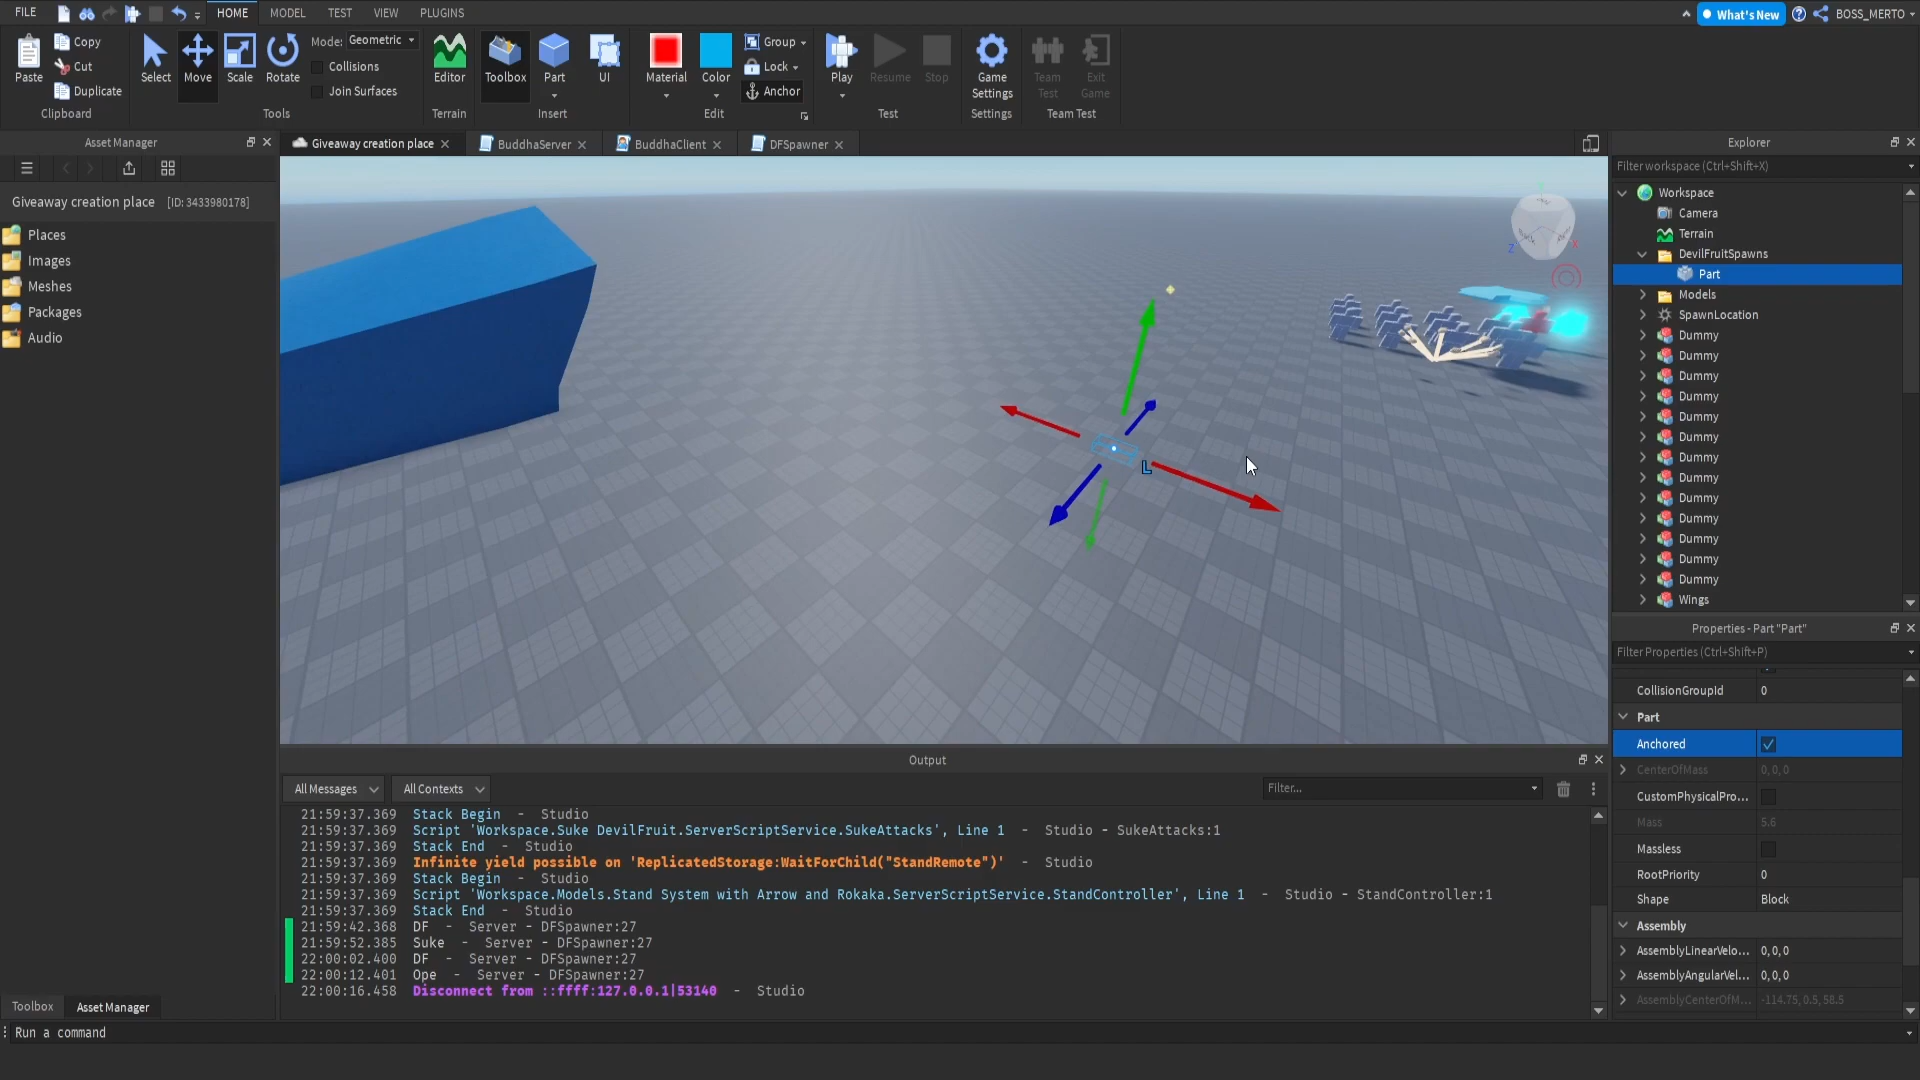 FILE
HOME
MODEL
TEST
VIEW
PLUGINS
What's New
BOSS_MERTO
Paste
Copy
Cut
Duplicate
Clipboard
Select
Move
Scale
Rotate
Mode: Geometric
Collisions
Join Surfaces
Tools
Editor
Terrain
Toolbox
Part
UI
Insert
Material
Color
Group
Lock
Anchor
Edit
Play
Resume
Stop
Test
Game Settings
Settings
Team Test
Exit Game
Team Test
Asset Manager
Giveaway creation place [ID: 3433980178]
Places
Images
Meshes
Packages
Audio
Toolbox
Asset Manager
Giveaway creation place
BuddhaServer
BuddhaClient
DFSpawner
L
Explorer
Filter workspace (Ctrl+Shift+X)
Workspace
Camera
Terrain
DevilFruitSpawns
Part
Models
SpawnLocation
Dummy
Dummy
Dummy
Dummy
Dummy
Dummy
Dummy
Dummy
Dummy
Dummy
Dummy
Dummy
Dummy
Wings
Properties - Part "Part"
Filter Properties (Ctrl+Shift+P)
CollisionGroupId 0
Part
Anchored
CenterOfMass 0, 0, 0
CustomPhysicalPro...
Mass 5.6
Massless
RootPriority 0
Shape Block
Assembly
AssemblyLinearVelo... 0, 0, 0
AssemblyAngularVel... 0, 0, 0
AssemblyCenterOfM... -114.75, 0.5, 58.5
Output
All Messages
All Contexts
Filter...
21:59:37.369 Stack Begin - Studio
21:59:37.369 Script 'Workspace.Suke DevilFruit.ServerScriptService.SukeAttacks', Line 1 - Studio - SukeAttacks:1
21:59:37.369 Stack End - Studio
21:59:37.369 Infinite yield possible on 'ReplicatedStorage:WaitForChild("StandRemote")' - Studio
21:59:37.369 Stack Begin - Studio
21:59:37.369 Script 'Workspace.Models.Stand System with Arrow and Rokaka.ServerScriptService.StandController', Line 1 - Studio - StandController:1
21:59:37.369 Stack End - Studio
21:59:42.368 DF - Server - DFSpawner:27
21:59:52.385 Suke - Server - DFSpawner:27
22:00:02.400 DF - Server - DFSpawner:27
22:00:12.401 Ope - Server - DFSpawner:27
22:00:16.458 Disconnect from ::ffff:127.0.0.1|53140 - Studio
Run a command